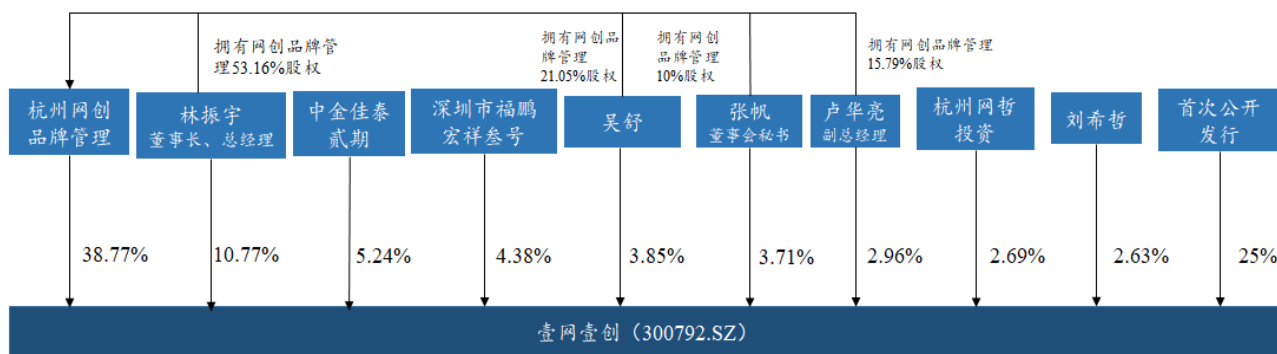 拥有网创品牌管
理53.16%股权
拥有网创品
牌管理
21.05%股权
拥有网创
品牌管理
10%股权
拥有网创品牌管理
15.79%股权
杭州网创
品牌管理
林振宇
董事长、总经理
中金佳泰
贰期
深圳市福鹏
宏祥叁号
吴舒
张帆
董事会秘书
卢华亮
副总经理
杭州网哲
投资
刘希哲
首次公开
发行
38.77%
10.77%
5.24%
4.38%
3.85%
3.71%
2.96%
2.69%
2.63%
25%
壹网壹创（300792.SZ）